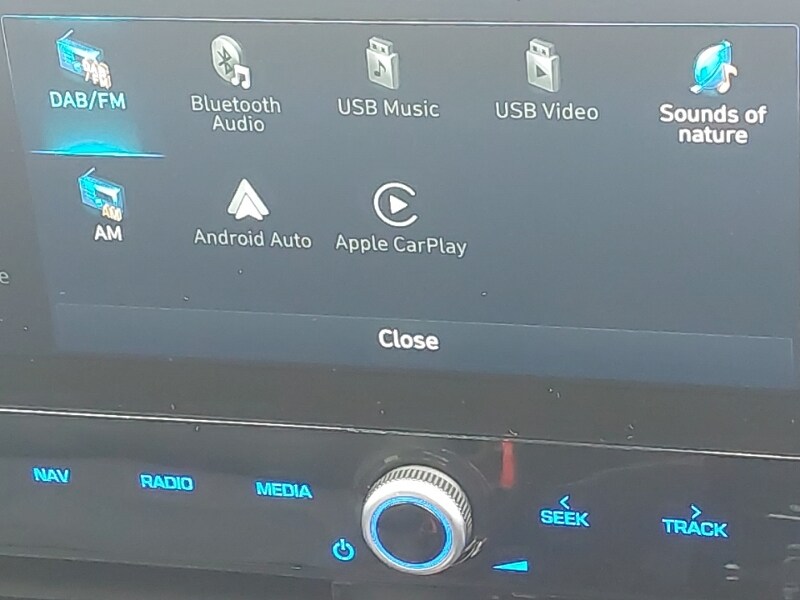 DAB/FM
Bluetooth
Audio
USB Music
USB Video
Sounds of
nature
AM
AM
Android Auto
Apple CarPlay
e
Close
NAV
RADIO
MEDIA
< SEEK
> TRACK